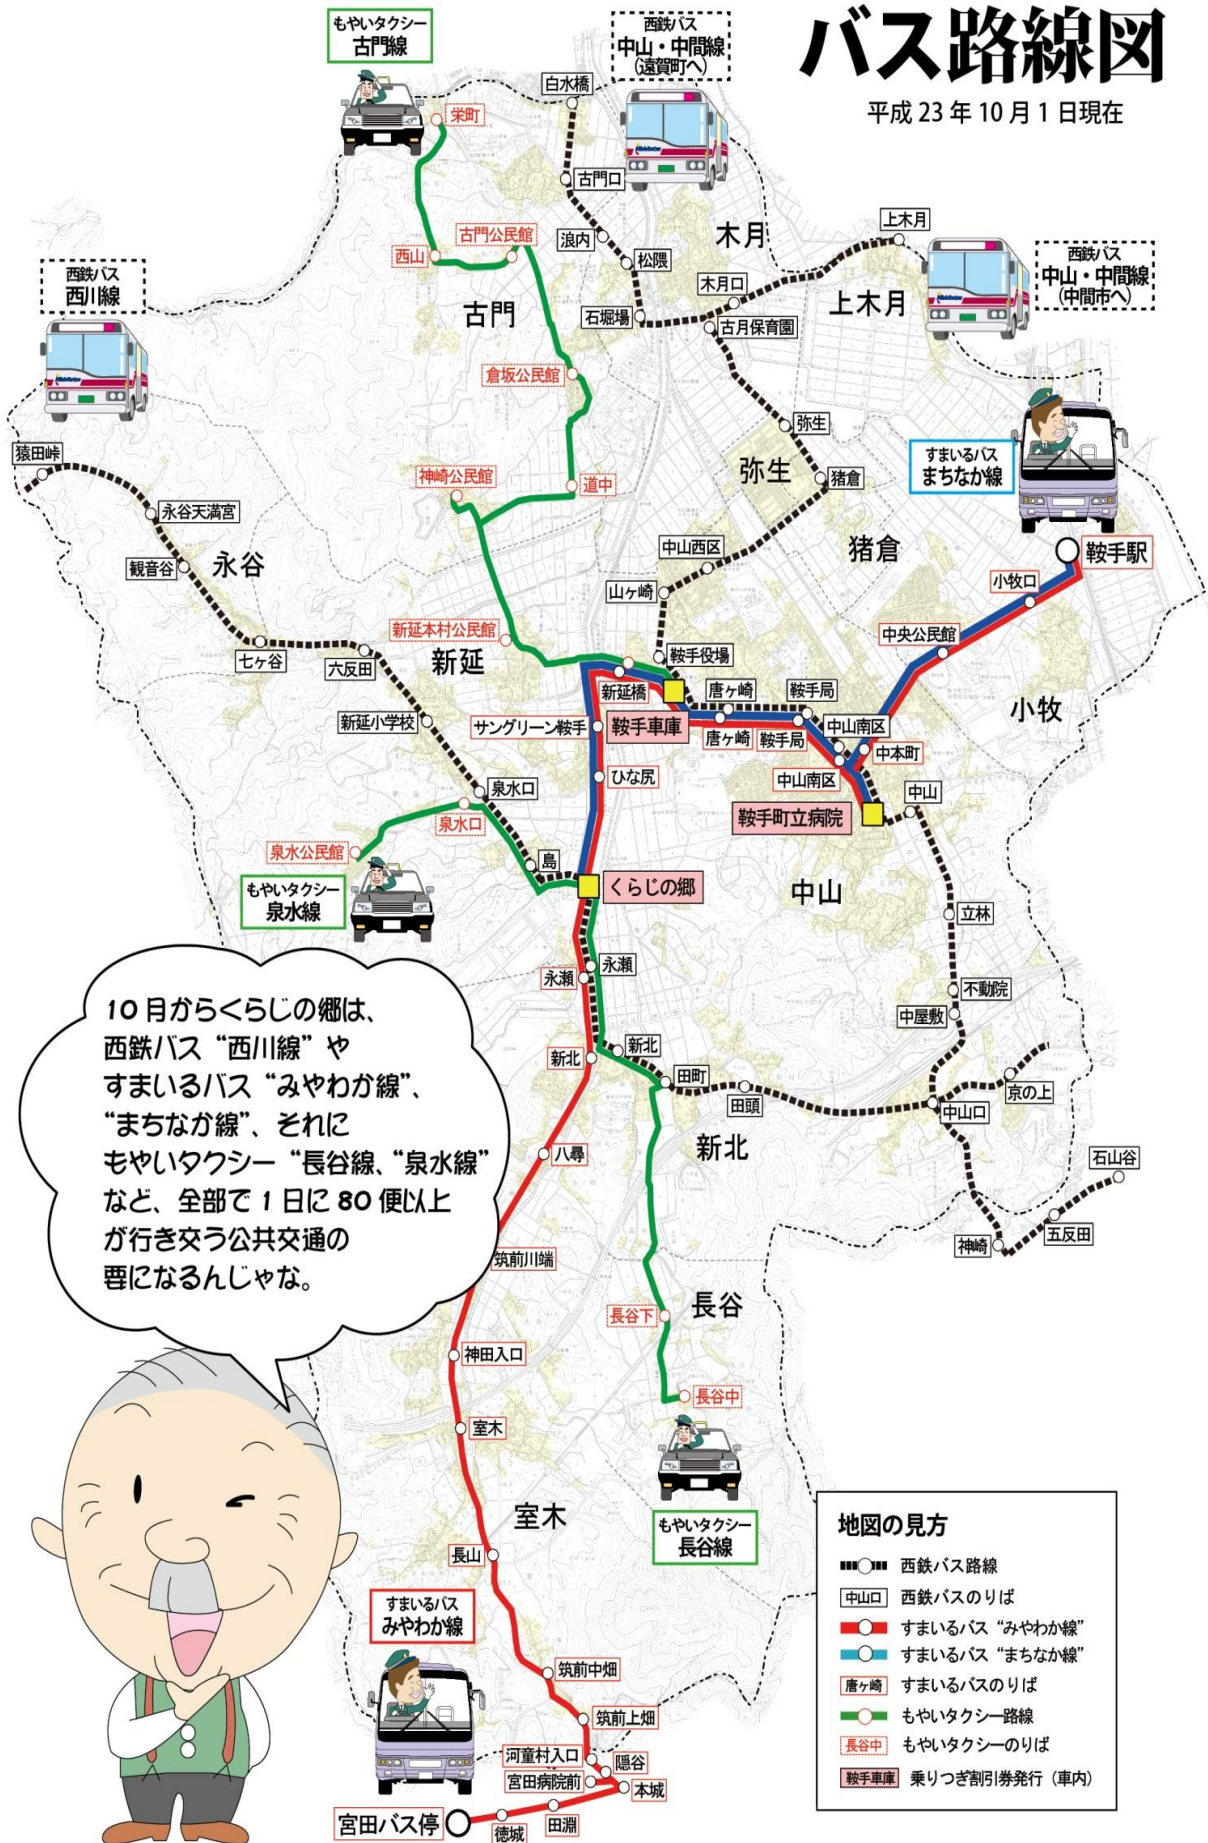 バス路線図
平成 23 年 10 月 1 日現在
もやいタクシー
古門線
西鉄バス
中山・中間線
（遠賀町へ）
白水橋
栄町
古門口
古門公民館
浪内
木月
上木月
西鉄バス
中山・中間線
（中間市へ）
西鉄バス
西川線
西山
松隈
木月口
古門
石堀場
古月保育園
上木月
倉坂公民館
弥生
すまいるバス
まちなか線
猿田峠
神崎公民館
道中
弥生
猪倉
永谷天満宮
中山西区
猪倉
鞍手駅
観音谷
永谷
山ヶ崎
小牧口
新延本村公民館
中央公民館
七ヶ谷
六反田
新延
鞍手役場
新延橋
唐ヶ崎
鞍手局
小牧
新延小学校
サングリーン鞍手
鞍手車庫
唐ヶ崎
鞍手局
中山南区
中本町
ひな尻
中山南区
泉水口
中山
泉水口
鞍手町立病院
泉水公民館
島
もやいタクシー
泉水線
くらじの郷
中山
立林
永瀬
永瀬
不動院
中屋敷
10 月からくらじの郷は、
西鉄バス “西川線” や
すまいるバス “みやわか線”、
“まちなか線”、それに
もやいタクシー “長谷線、“泉水線”
など、全部で 1 日に 80 便以上
が行き交う公共交通の
要になるんじゃな。
新北
新北
田町
田頭
京の上
中山口
八尋
新北
石山谷
筑前川端
神崎
五反田
長谷下
長谷
神田入口
長谷中
室木
室木
もやいタクシー
長谷線
長山
すまいるバス
みやわか線
筑前中畑
筑前上畑
河童村入口
隠谷
宮田病院前
本城
宮田バス停
徳城
田淵
地図の見方
西鉄バス路線
中山口 西鉄バスのりば
すまいるバス “みやわか線”
すまいるバス “まちなか線”
唐ヶ崎 すまいるバスのりば
もやいタクシー路線
長谷中 もやいタクシーのりば
鞍手車庫 乗りつぎ割引券発行（車内）